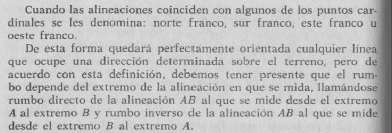 Cuando las alineaciones coinciden con algunos de los puntos car-
dinales se les denomina: norte franco, sur franco, este franco u
oeste franco.
De esta forma quedará perfectamente orientada cualquier línea
que ocupe una dirección determinada sobre el terreno, pero de
acuerdo con esta definición, debemos tener presente que el rum-
bo depende del extremo de la alineación en que se mida, llamándose
rumbo directo de la alineación AB al que se mide desde el extremo
A al extremo B y rumbo inverso de la alineación AB al que se mide
desde el extremo B al extremo A.